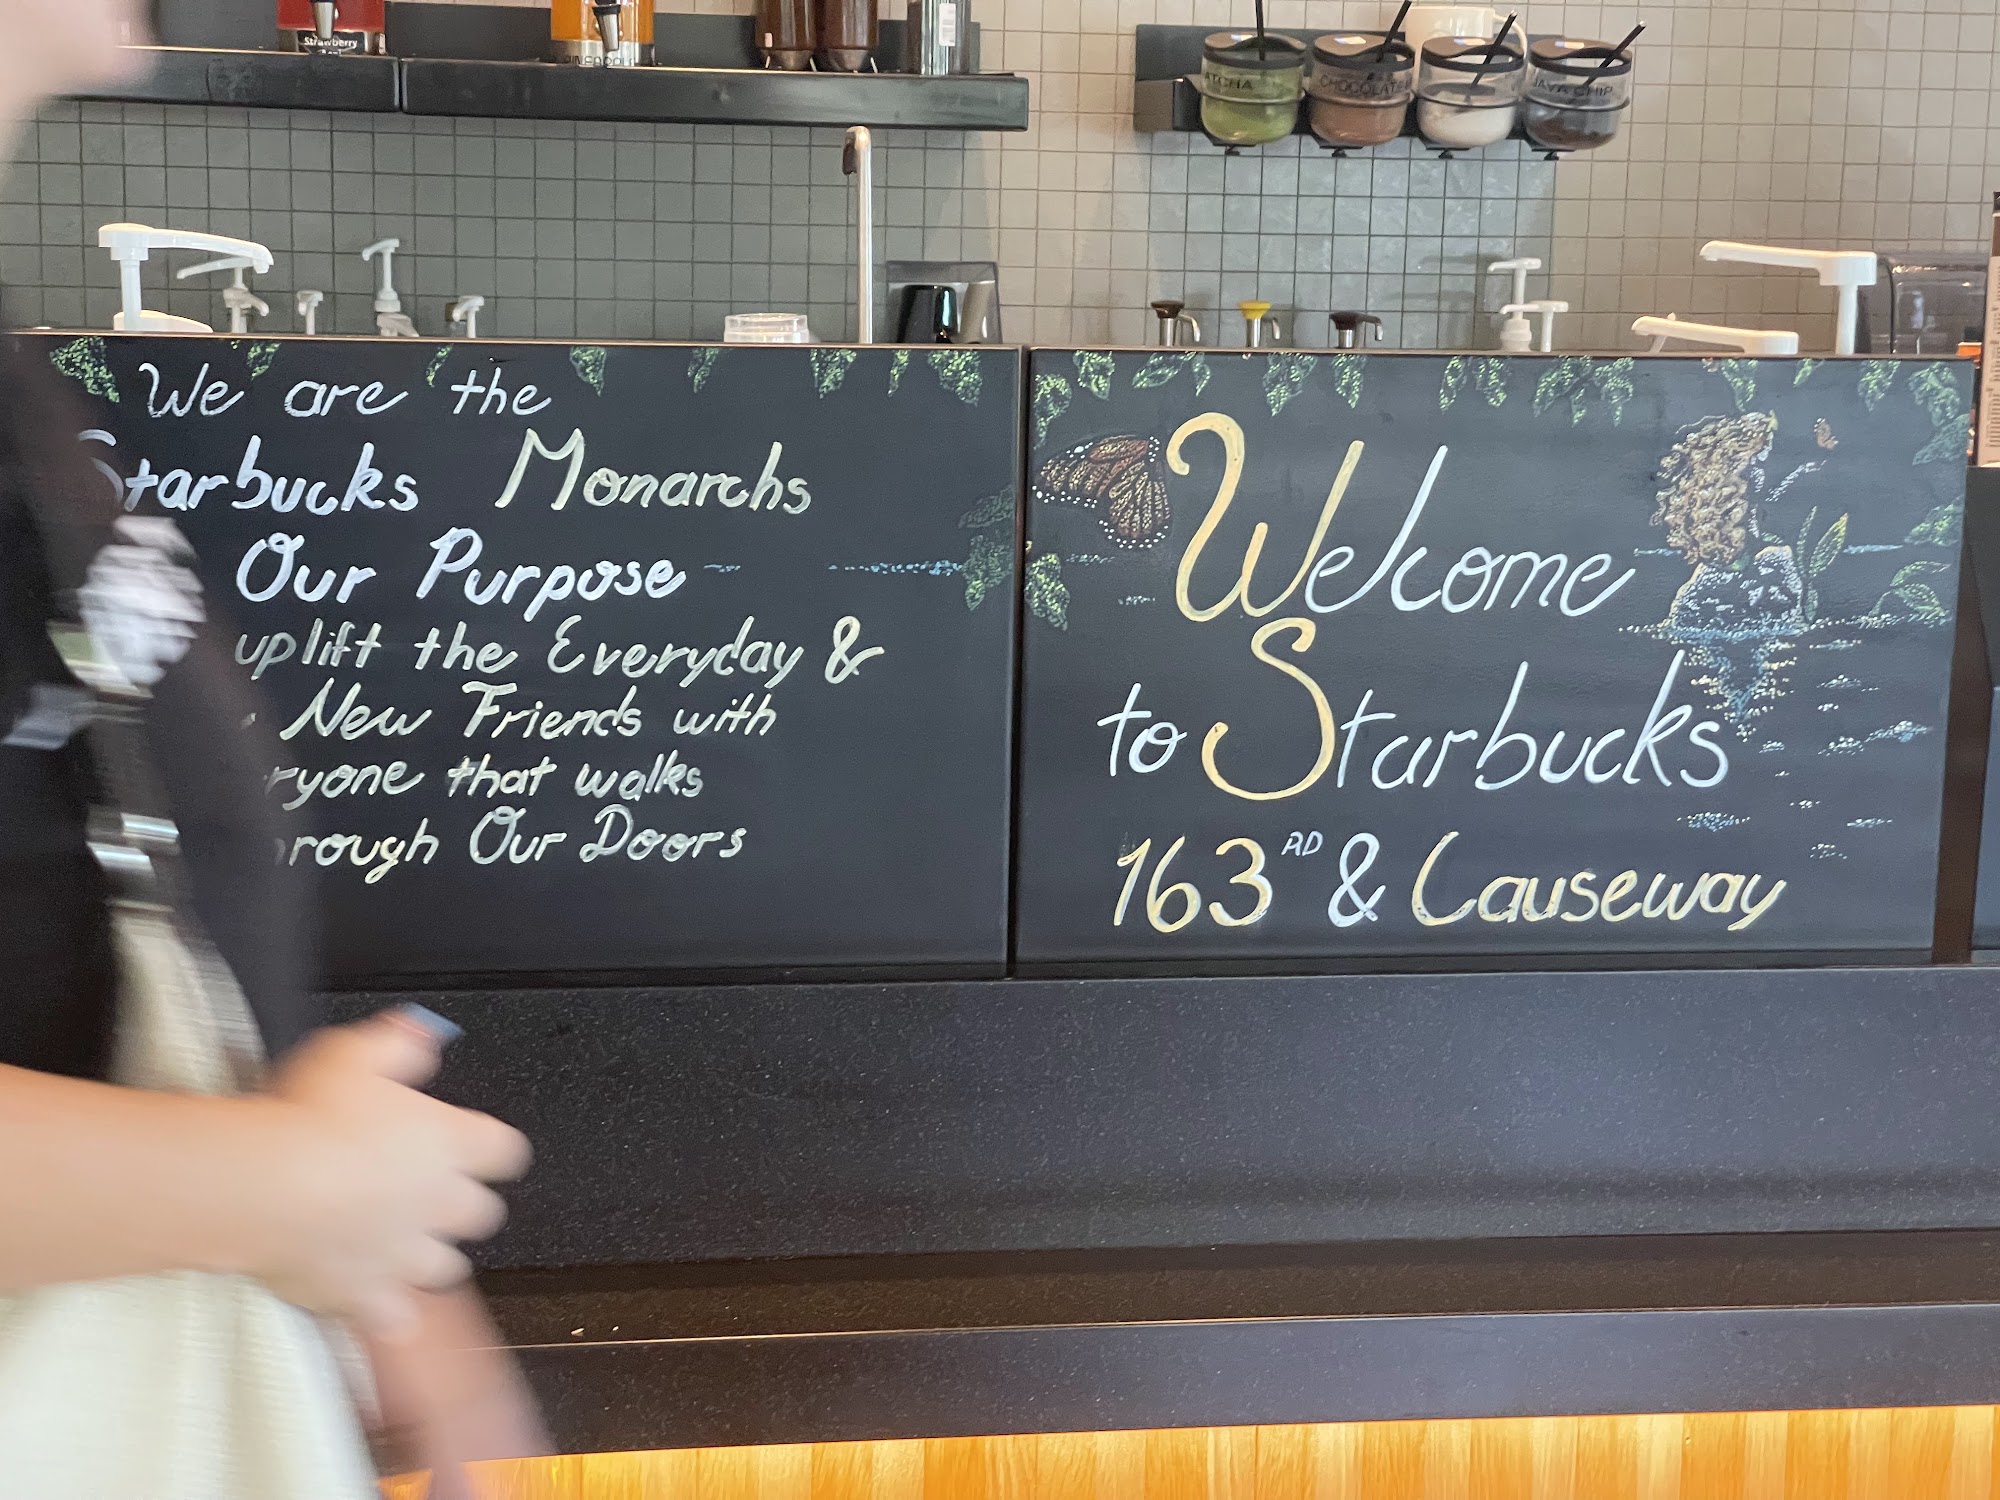 Strawberry
CHOCOLATE
JAVA CHIP
We are the
Starbucks Monarchs
Our Purpose
uplift the Everyday &
New Friends with
ryone that walks
rough Our Doors
Welcome
to Starbucks
163RD & Causeway